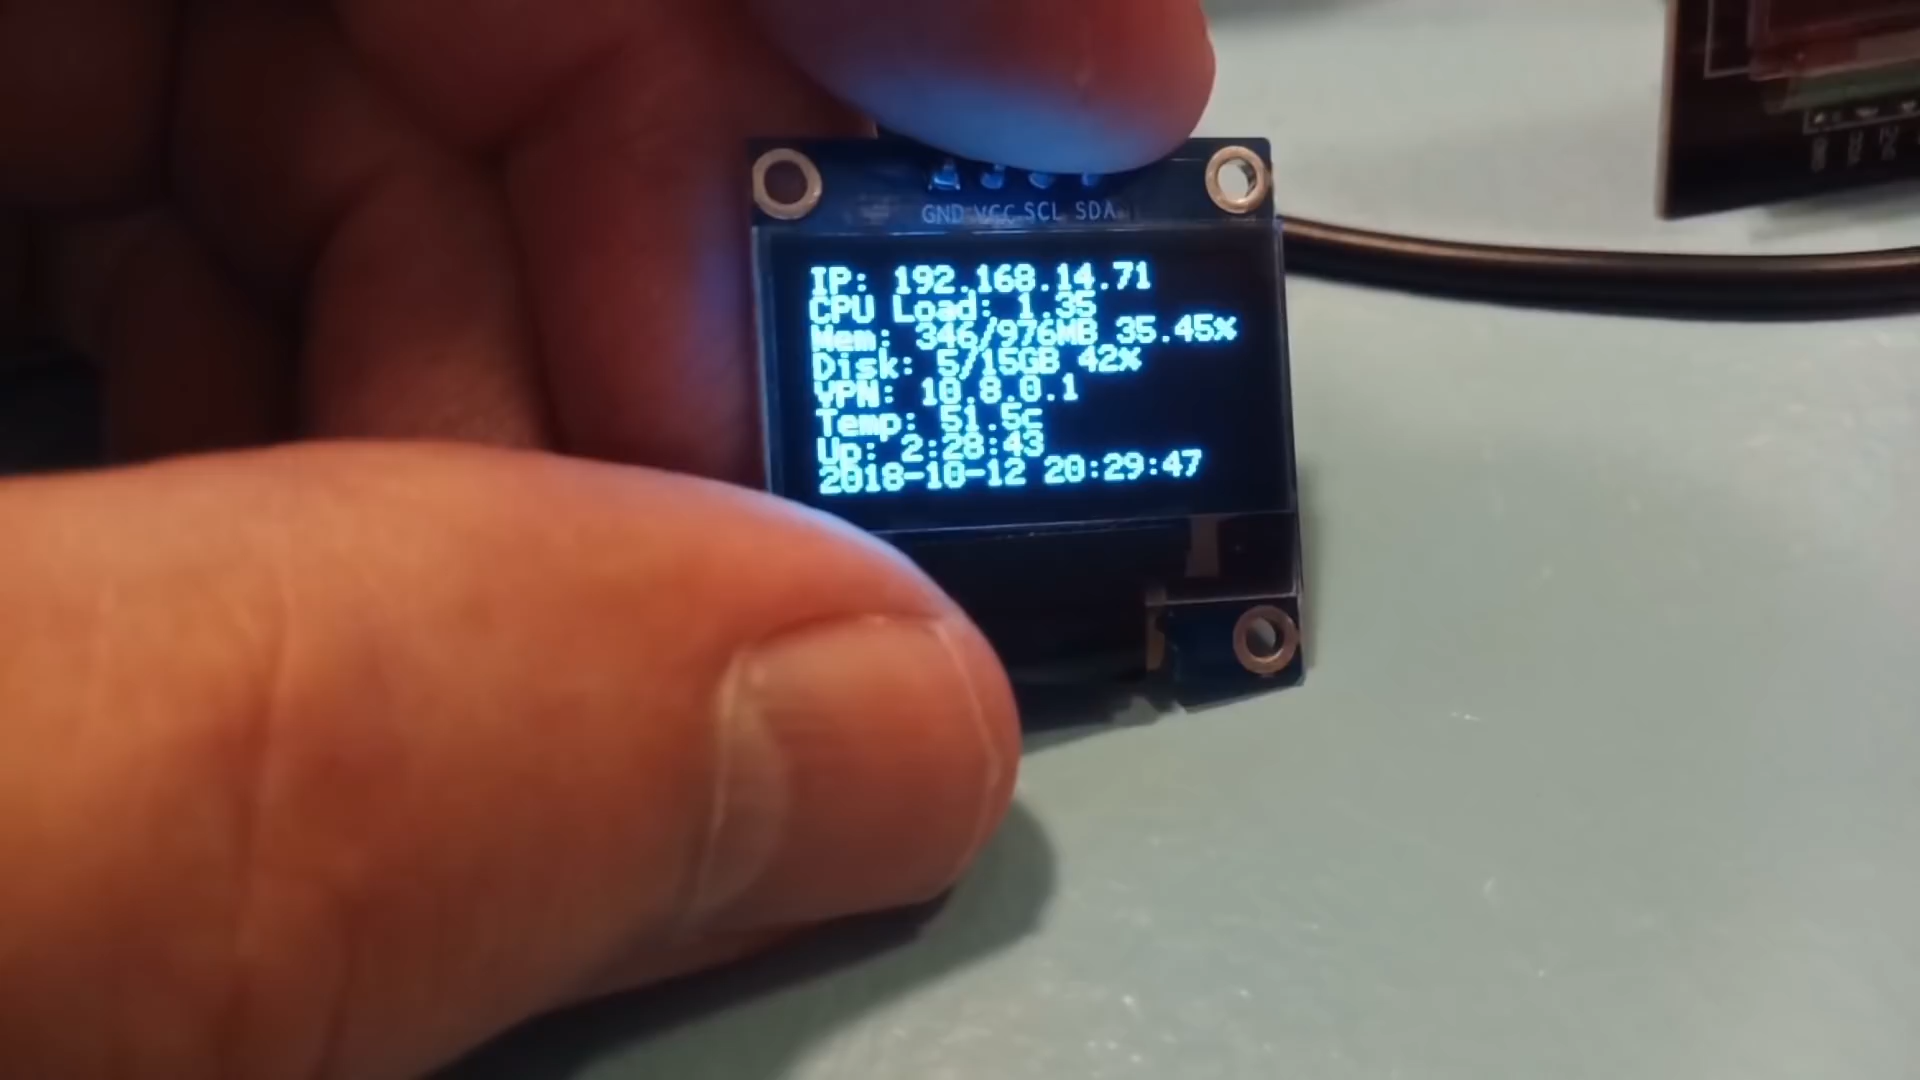 GND VCC SCL SDA
IP: 192.168.14.71
CPU Load: 1.35
Mem: 346/976MB 35.45%
Disk: 5/15GB 42%
VPN: 10.8.0.1
Temp: 51.5c
Up: 2:28:43
2018-10-12 20:29:47